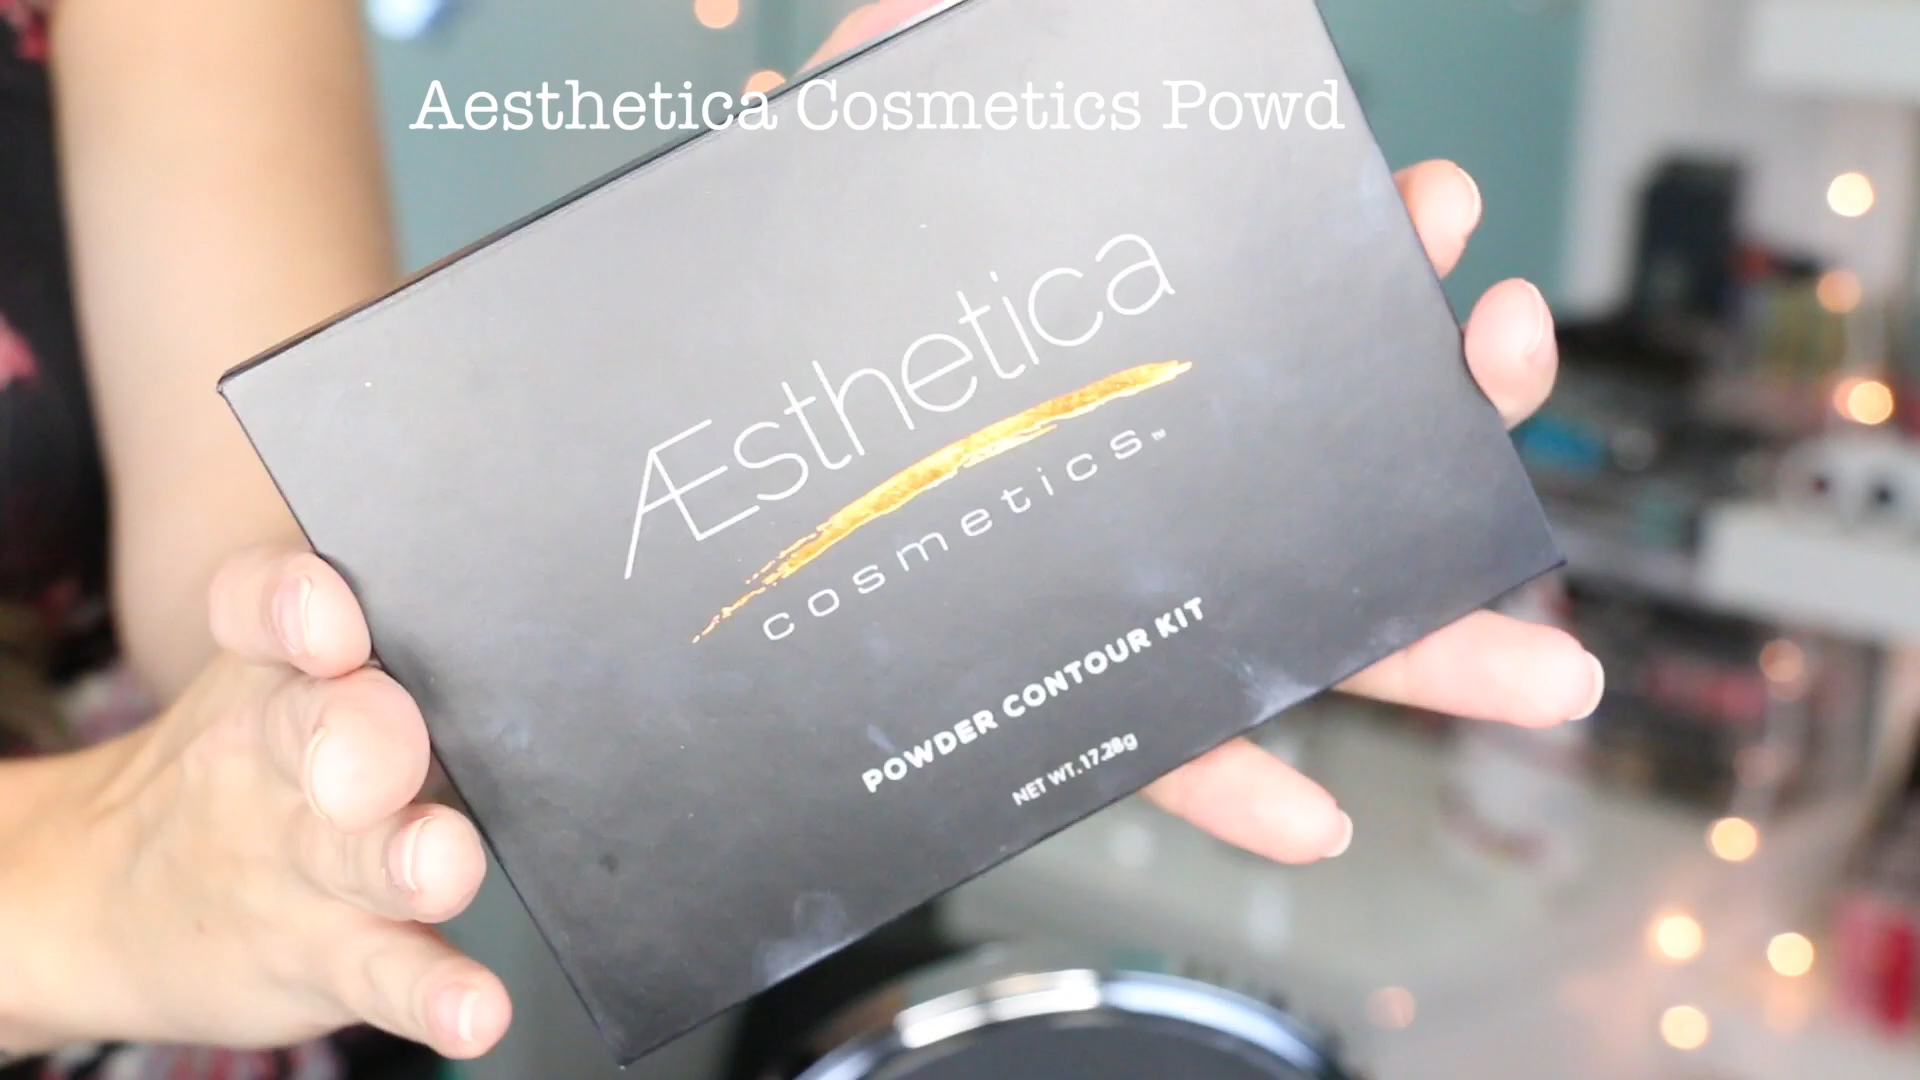 Aesthetica Cosmetics Powd
Æsthetica
cosmetics™
POWDER CONTOUR KIT
NET WT. 17.28g